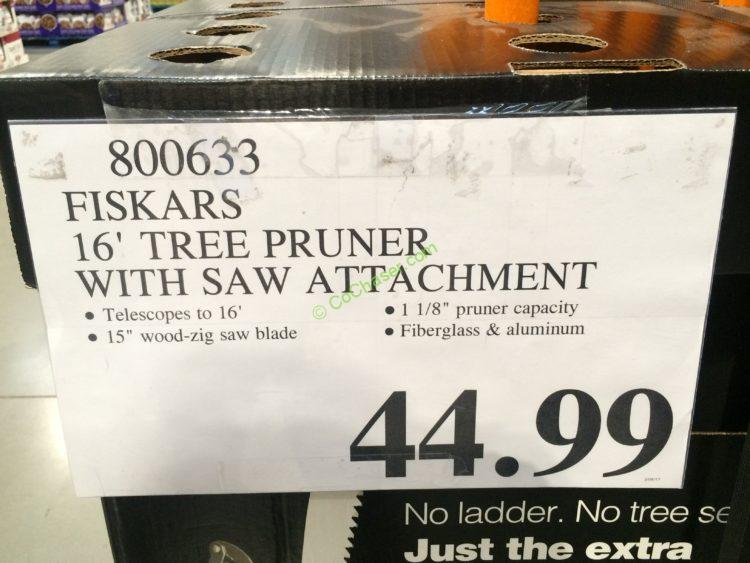 800633
FISKARS
16' TREE PRUNER
WITH SAW ATTACHMENT
• Telescopes to 16'
• 15" wood-zig saw blade
• 1 1/8" pruner capacity
• Fiberglass & aluminum
© CoChaser.com
44.99
No ladder. No tree se
Just the extra